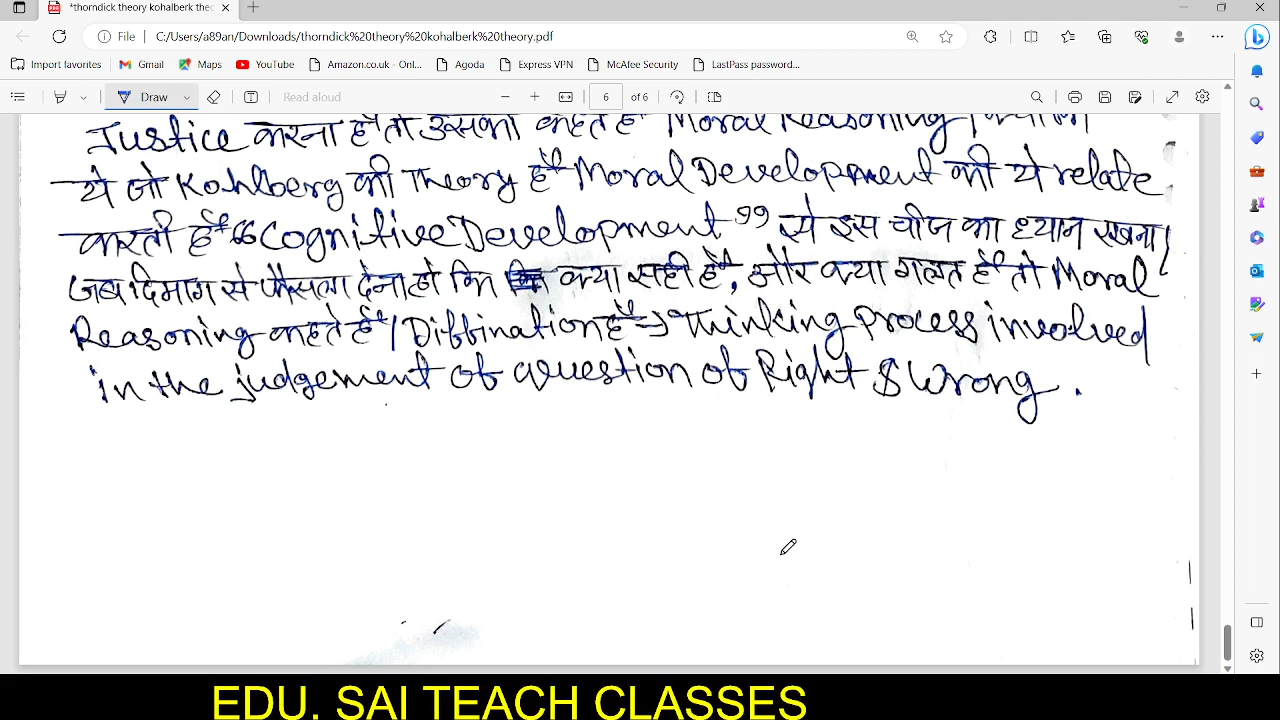 *thorndick theory kohalberk the
File C:/Users/a89an/Downloads/thorndick%20theory%20kohalberk%20theory.pdf
Import favorites Gmail Maps YouTube Amazon.co.uk - Onl... Agoda Express VPN McAfee Security LastPass password...
Draw Read aloud 6 of 6
Justice करना है तो उसको कहते है Moral Reasoning |
ये जो Kohlberg की Theory है Moral Development की ये relate
करती है “Cognitive Development” से इस चीज का ध्यान रखना |
जब दिमाग से फैसला देना हो कि क्या सही है, और क्या गलत है तो Moral
Reasoning कहते है | Diffination है → Thinking process involved
in the judgement of question of Right & Wrong.
EDU. SAI TEACH CLASSES